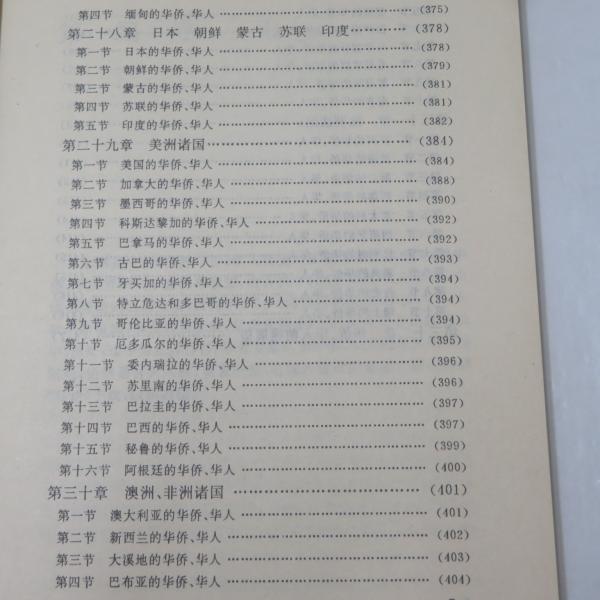 第四节 缅甸的华侨、华人…………(375)
第二十八章 日本 朝鲜 蒙古 苏联 印度…………(378)
第一节 日本的华侨、华人…………(378)
第二节 朝鲜的华侨、华人…………(379)
第三节 蒙古的华侨、华人…………(381)
第四节 苏联的华侨、华人…………(381)
第五节 印度的华侨、华人…………(382)
第二十九章 美洲诸国…………(384)
第一节 美国的华侨、华人…………(384)
第二节 加拿大的华侨、华人…………(388)
第三节 墨西哥的华侨、华人…………(390)
第四节 科斯达黎加的华侨、华人…………(392)
第五节 巴拿马的华侨、华人…………(392)
第六节 古巴的华侨、华人…………(393)
第七节 牙买加的华侨、华人…………(394)
第八节 特立危达和多巴哥的华侨、华人…………(394)
第九节 哥伦比亚的华侨、华人…………(394)
第十节 厄多瓜尔的华侨、华人…………(395)
第十一节 委内瑞拉的华侨、华人…………(396)
第十二节 苏里南的华侨、华人…………(396)
第十三节 巴拉圭的华侨、华人…………(397)
第十四节 巴西的华侨、华人…………(397)
第十五节 秘鲁的华侨、华人…………(399)
第十六节 阿根廷的华侨、华人…………(400)
第三十章 澳洲、非洲诸国…………(401)
第一节 澳大利亚的华侨、华人…………(401)
第二节 新西兰的华侨、华人…………(402)
第三节 大溪地的华侨、华人…………(403)
第四节 巴布亚的华侨、华人…………(404)